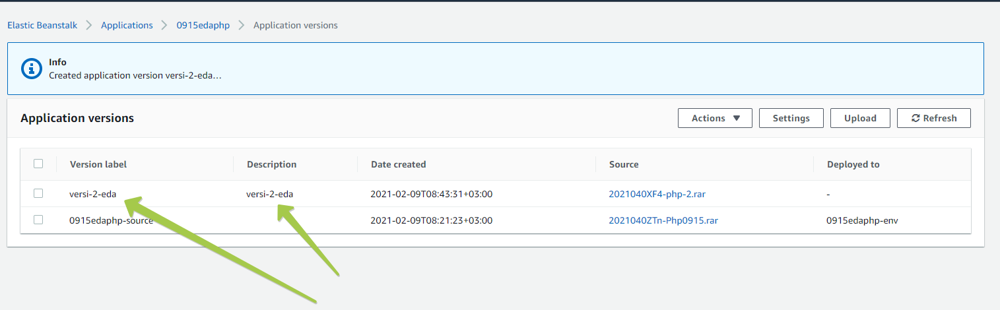 Elastic Beanstalk > Applications > 0915edaphp > Application versions
Info
Created application version versi-2-eda…
Application versions Actions Settings Upload Refresh
Version label Description Date created Source Deployed to
versi-2-eda versi-2-eda 2021-02-09T08:43:31+03:00 2021040XF4-php-2.rar -
0915edaphp-source 2021-02-09T08:21:23+03:00 2021040ZTn-Php0915.rar 0915edaphp-env